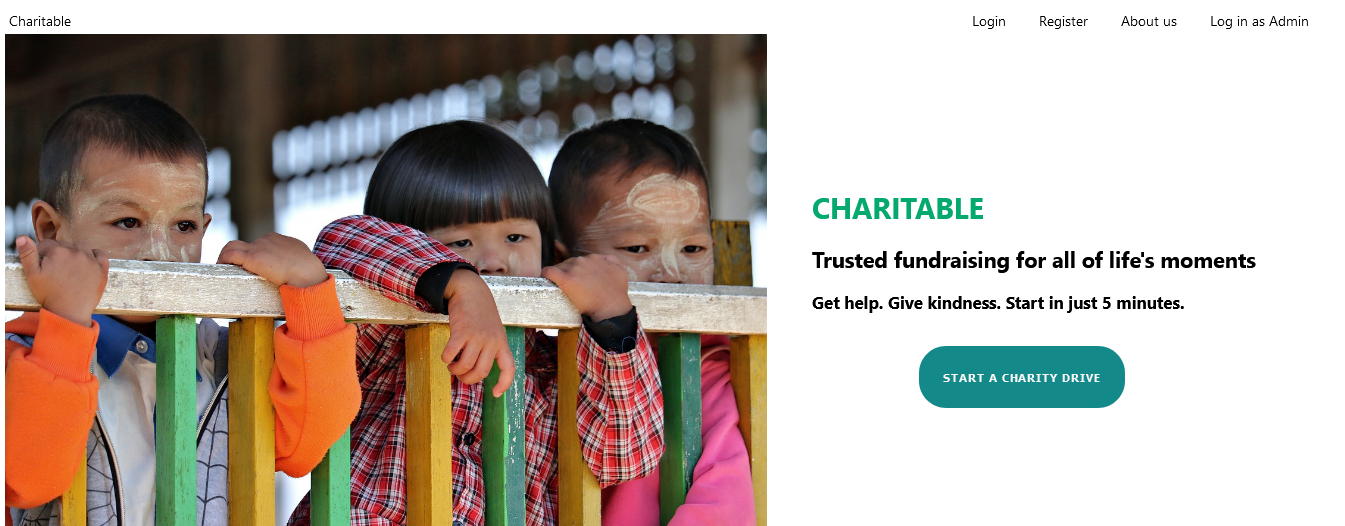 Charitable
Login Register About us Log in as Admin
CHARITABLE
Trusted fundraising for all of life's moments
Get help. Give kindness. Start in just 5 minutes.
START A CHARITY DRIVE